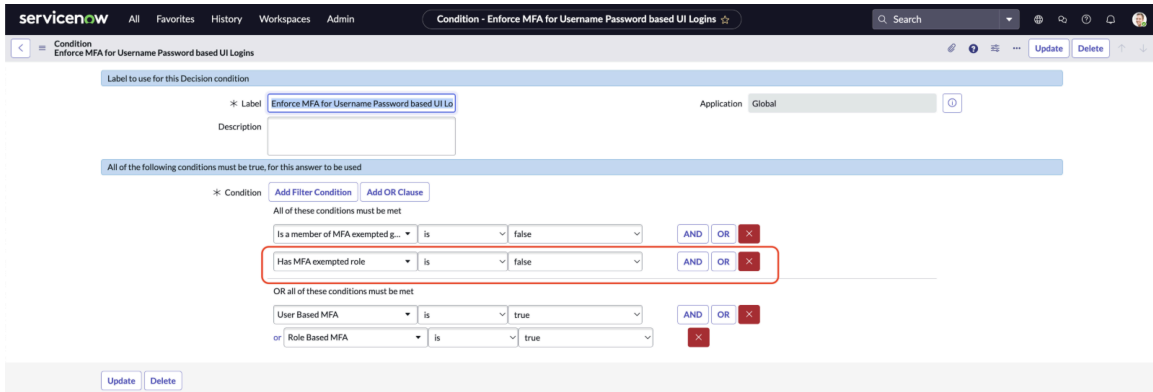 servicenow All Favorites History Workspaces Admin Condition - Enforce MFA for Username Password based UI Logins ☆ Search
Condition
Enforce MFA for Username Password based UI Logins
Update Delete
Label to use for this Decision condition
* Label Enforce MFA for Username Password based UI Lo Application Global
Description
All of the following conditions must be true, for this answer to be used
* Condition Add Filter Condition Add OR Clause
All of these conditions must be met
Is a member of MFA exempted g... is false AND OR ×
Has MFA exempted role is false AND OR ×
OR all of these conditions must be met
User Based MFA is true AND OR ×
or Role Based MFA is true ×
Update Delete